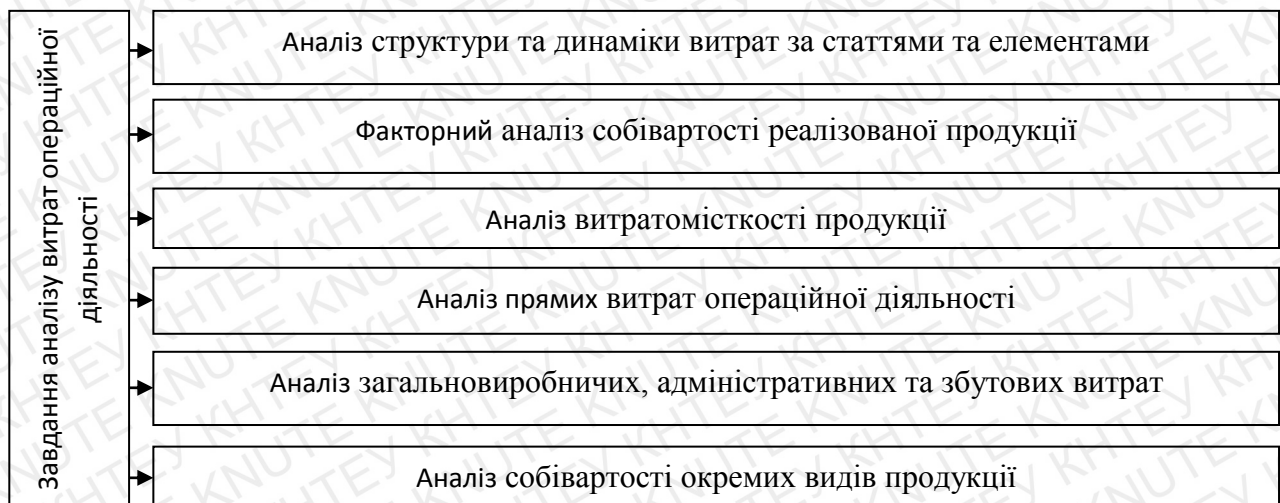 Завдання аналізу витрат операційної
діяльності
Аналіз структури та динаміки витрат за статтями та елементами
Факторний аналіз собівартості реалізованої продукції
Аналіз витратомісткості продукції
Аналіз прямих витрат операційної діяльності
Аналіз загальновиробничих, адміністративних та збутових витрат
Аналіз собівартості окремих видів продукції